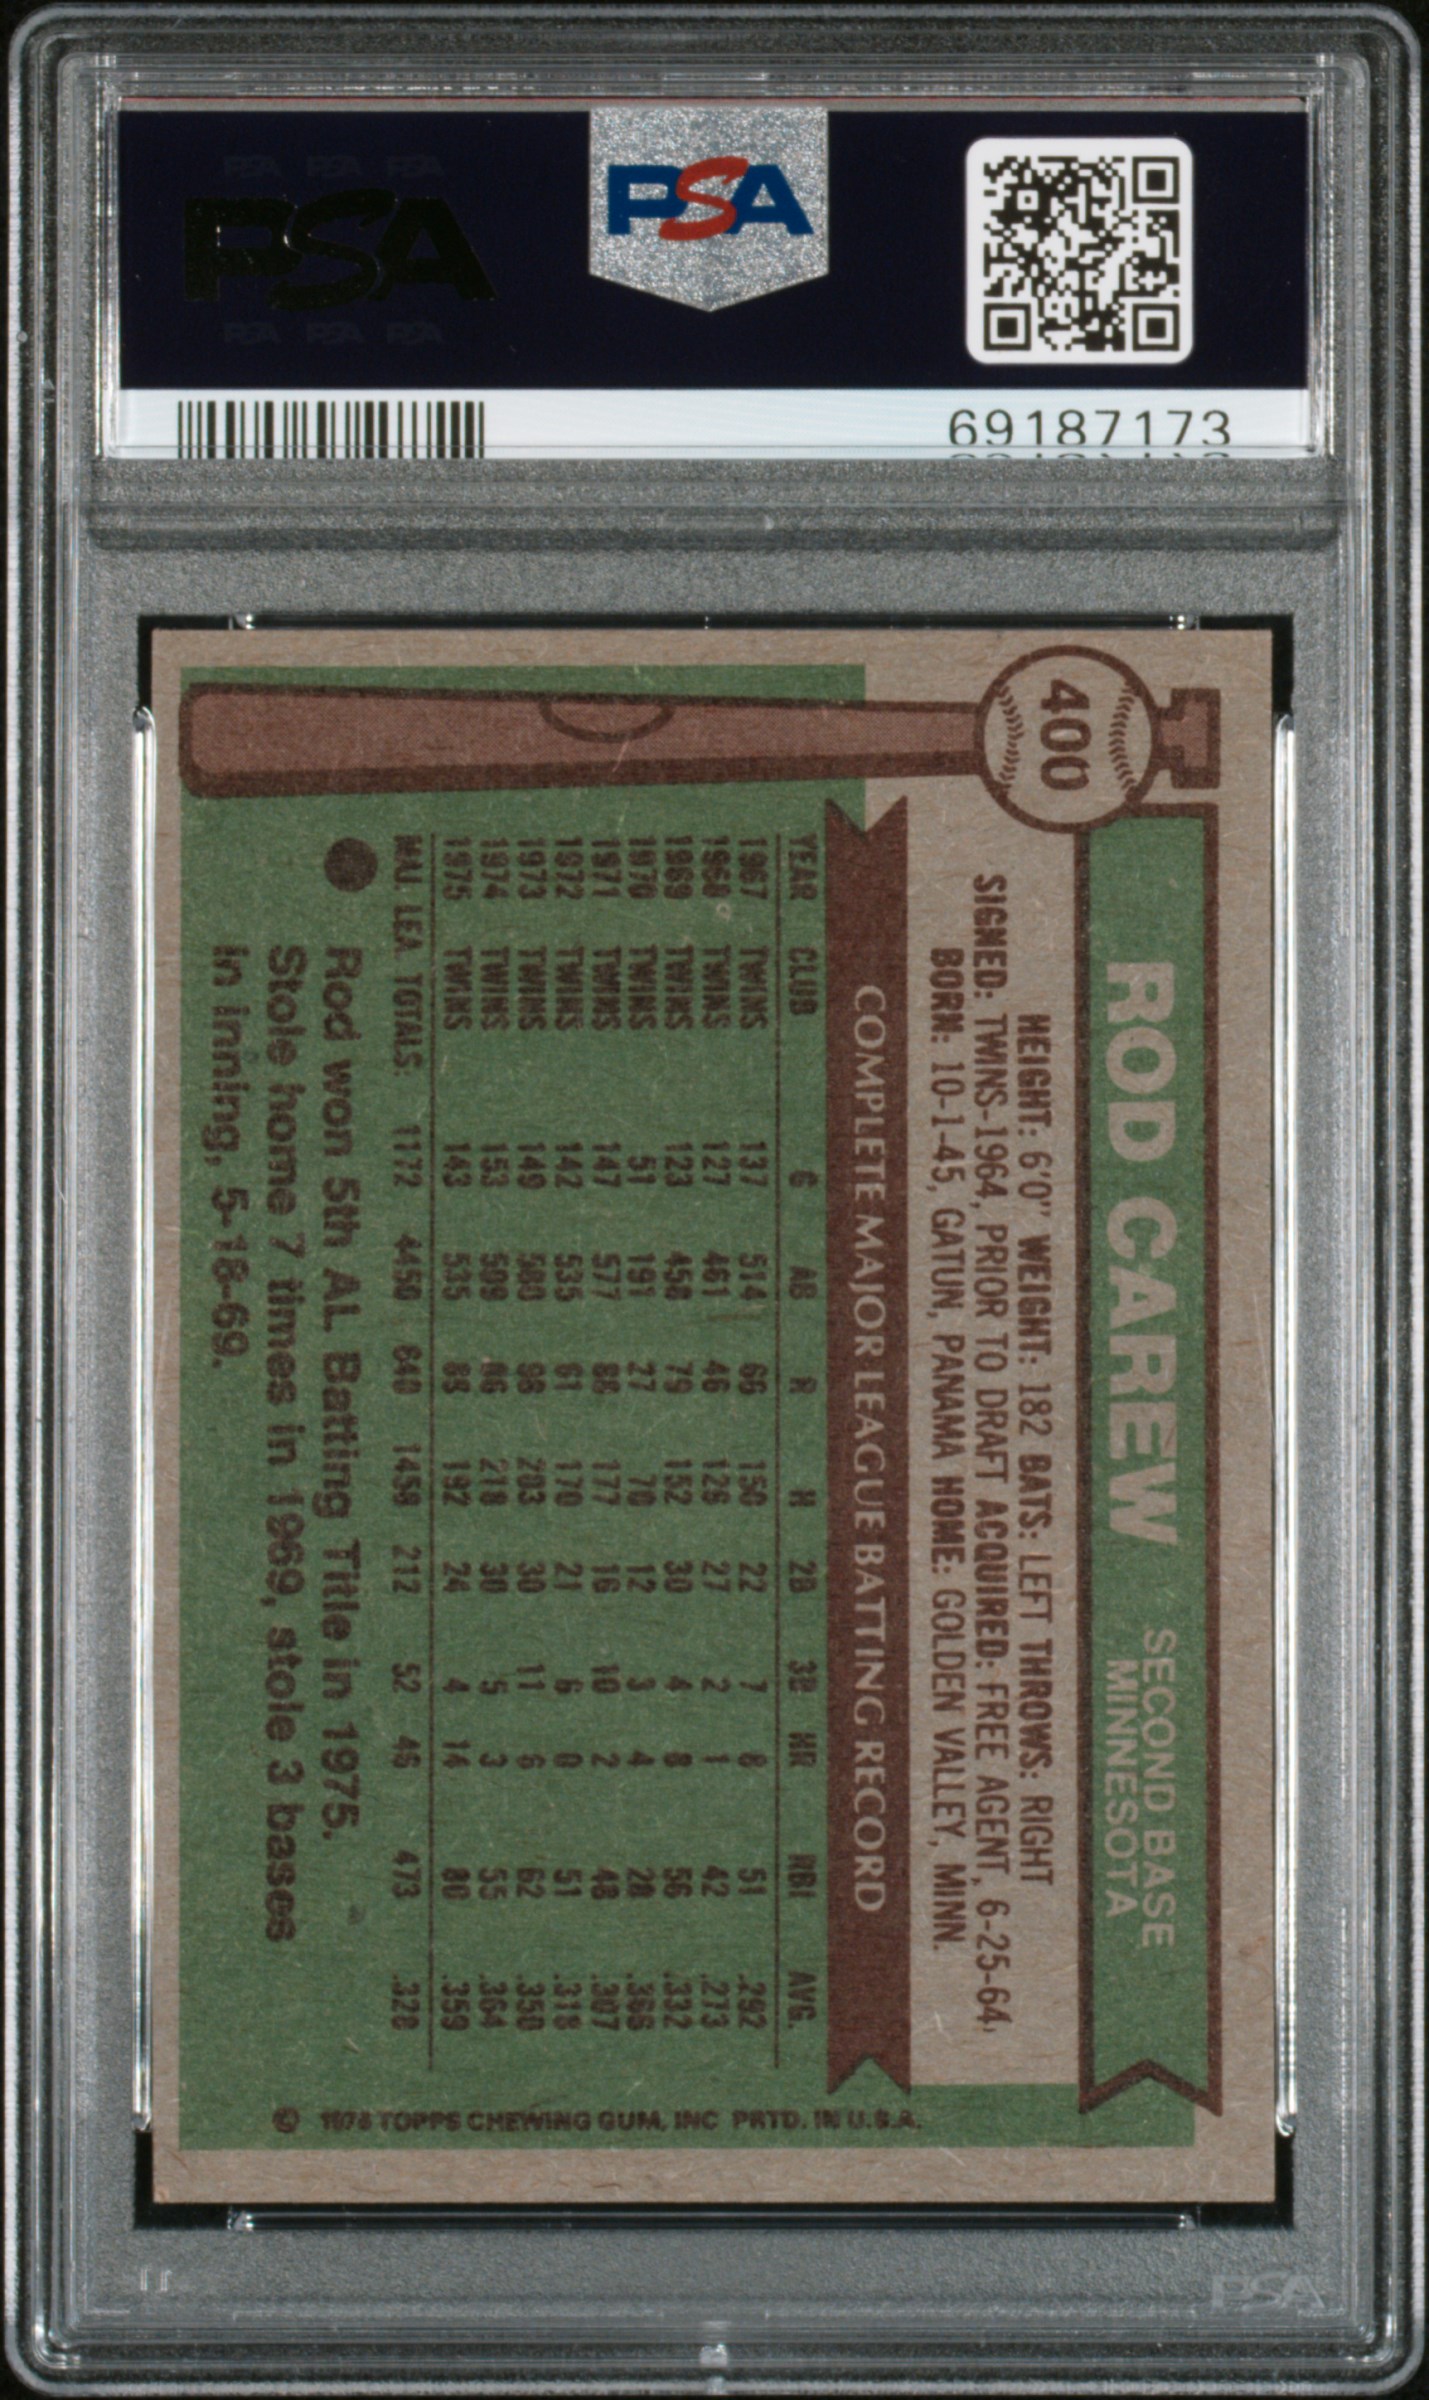 PSA PSA PSA
PSA
PSA PSA PSA
PSA
69187173
400
ROD CAREW
SECOND BASE
MINNESOTA
HEIGHT: 6'0" WEIGHT: 182 BATS: LEFT THROWS: RIGHT
SIGNED: TWINS-1964, PRIOR TO DRAFT ACQUIRED: FREE AGENT, 6-25-64,
BORN: 10-1-45, GATUN, PANAMA HOME: GOLDEN VALLEY, MINN.
COMPLETE MAJOR LEAGUE BATTING RECORD
YEAR CLUB G AB R H 2B 3B HR RBI AVG.
1967 TWINS 137 514 66 150 22 7 8 51 .292
1968 TWINS 127 461 46 126 27 2 1 42 .273
1969 TWINS 123 458 79 152 30 4 8 56 .332
1970 TWINS 51 191 27 70 12 3 4 28 .366
1971 TWINS 147 577 88 177 16 10 2 48 .307
1972 TWINS 142 535 61 170 21 6 0 51 .318
1973 TWINS 149 580 98 203 30 11 6 62 .350
1974 TWINS 153 599 86 218 30 5 3 55 .364
1975 TWINS 143 535 88 192 24 4 14 80 .359
MAJ. LEA. TOTALS: 1172 4450 640 1458 212 52 46 473 .328
Rod won 5th AL Batting Title in 1975.
Stole home 7 times in 1969, stole 3 bases
in inning, 5-18-69.
© 1976 TOPPS CHEWING GUM, INC PRTD. IN U.S.A.
PSA